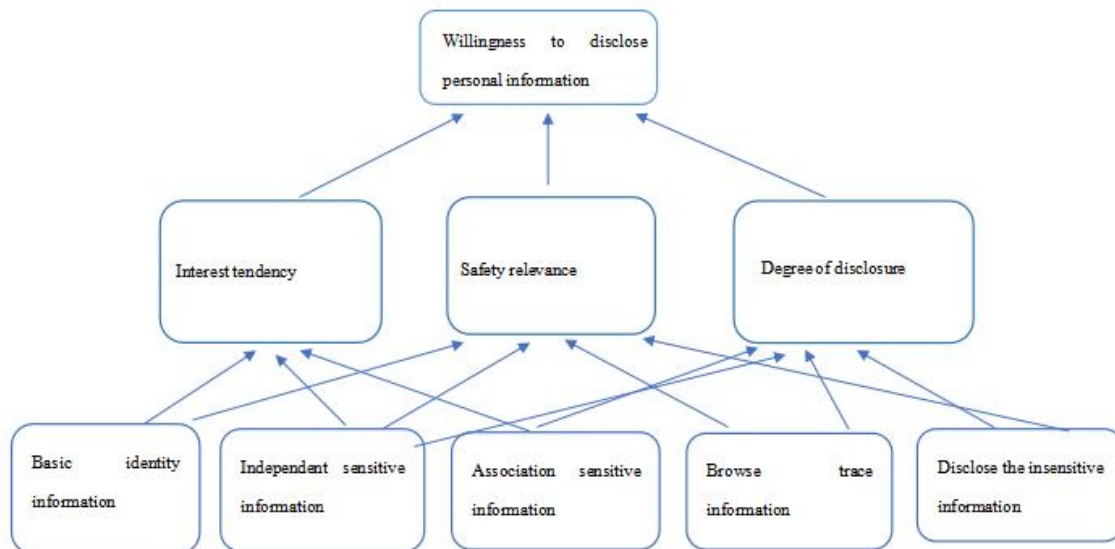 Willingness to disclose
personal information
Interest tendency
Safety relevance
Degree of disclosure
Basic identity
information
Independent sensitive
information
Association sensitive
information
Browse trace
information
Disclose the insensitive
information